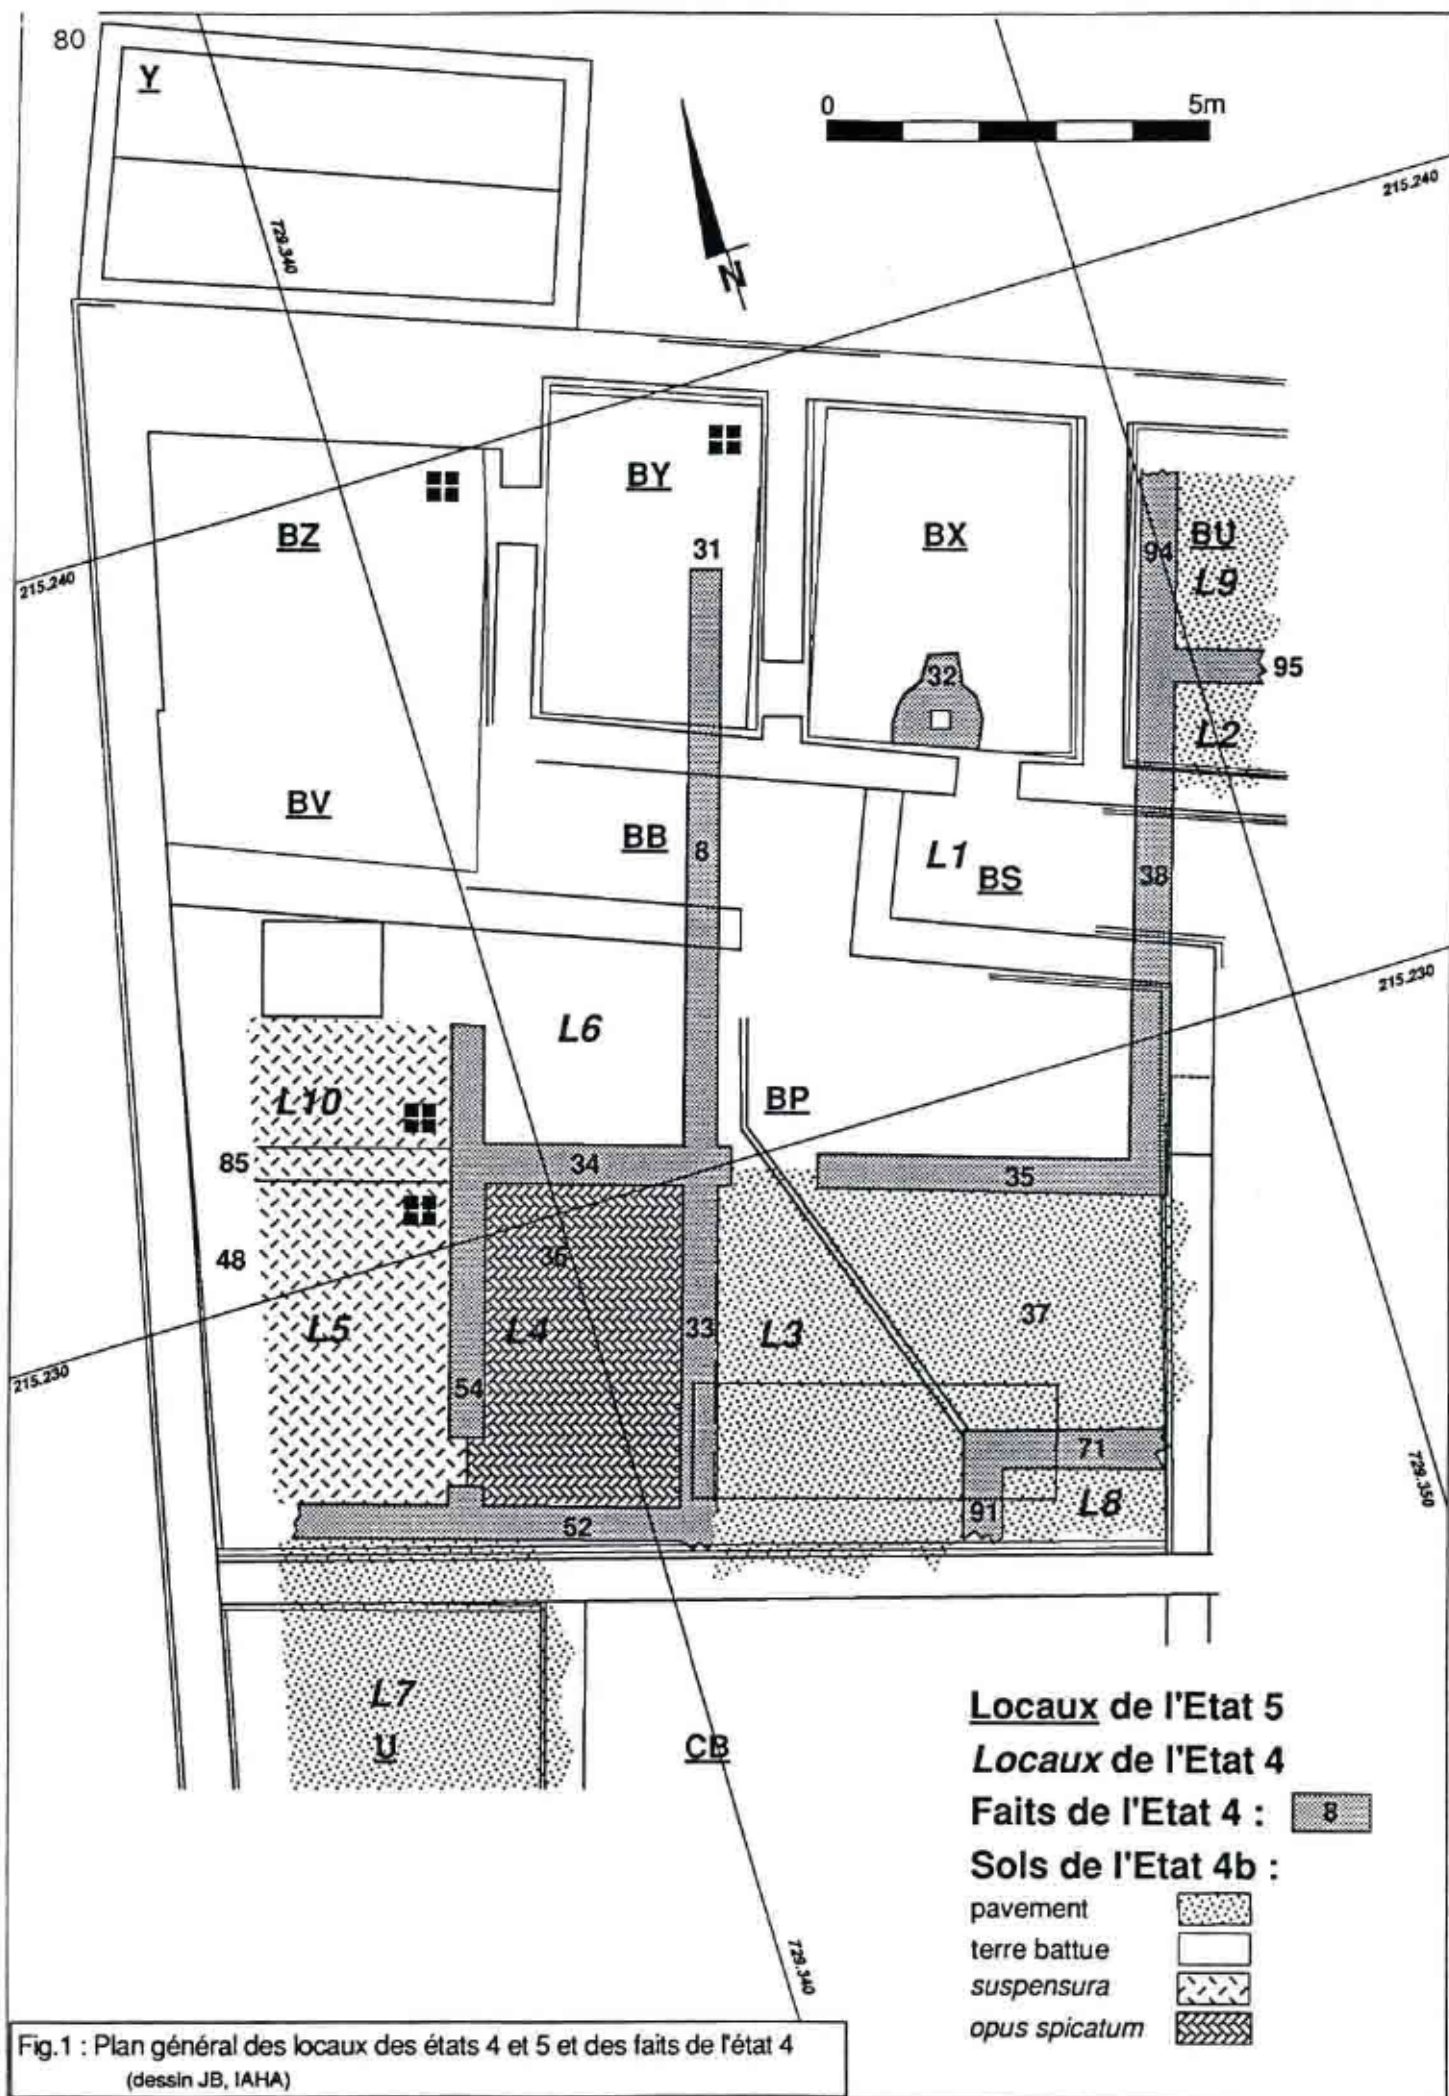 80
Y
0 5m
215.240
729.340
N
BY
BZ
BX
BU
94
L9
31
215.240
32
95
L2
BV
BB
8
L1
BS
38
215.230
L6
L10
BP
85
34
35
48
36
37
L5
L4
33
L3
215.230
54
71
729.350
91
L8
52
L7
U
CB
Locaux de l'Etat 5
Locaux de l'Etat 4
Faits de l'Etat 4 : 8
Sols de l'Etat 4b :
pavement
terre battue
suspensura
opus spicatum
729.340
Fig.1 : Plan général des locaux des états 4 et 5 et des faits de l'état 4
(dessin JB, IAHA)